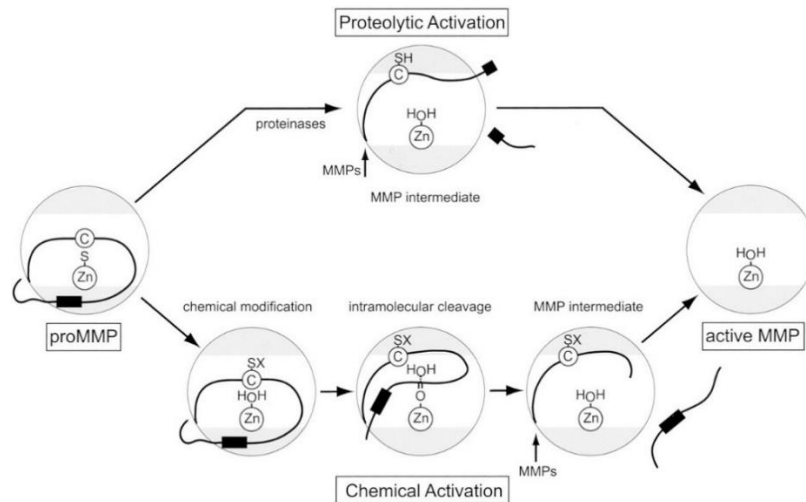 Proteolytic Activation
SH
C
proteinases
HOH
Zn
MMPs
MMP intermediate
C
S
Zn
proMMP
HOH
Zn
active MMP
chemical modification
intramolecular cleavage
MMP intermediate
SX
C
HOH
Zn
SX
C
HOH
O
Zn
SX
C
HOH
Zn
MMPs
Chemical Activation